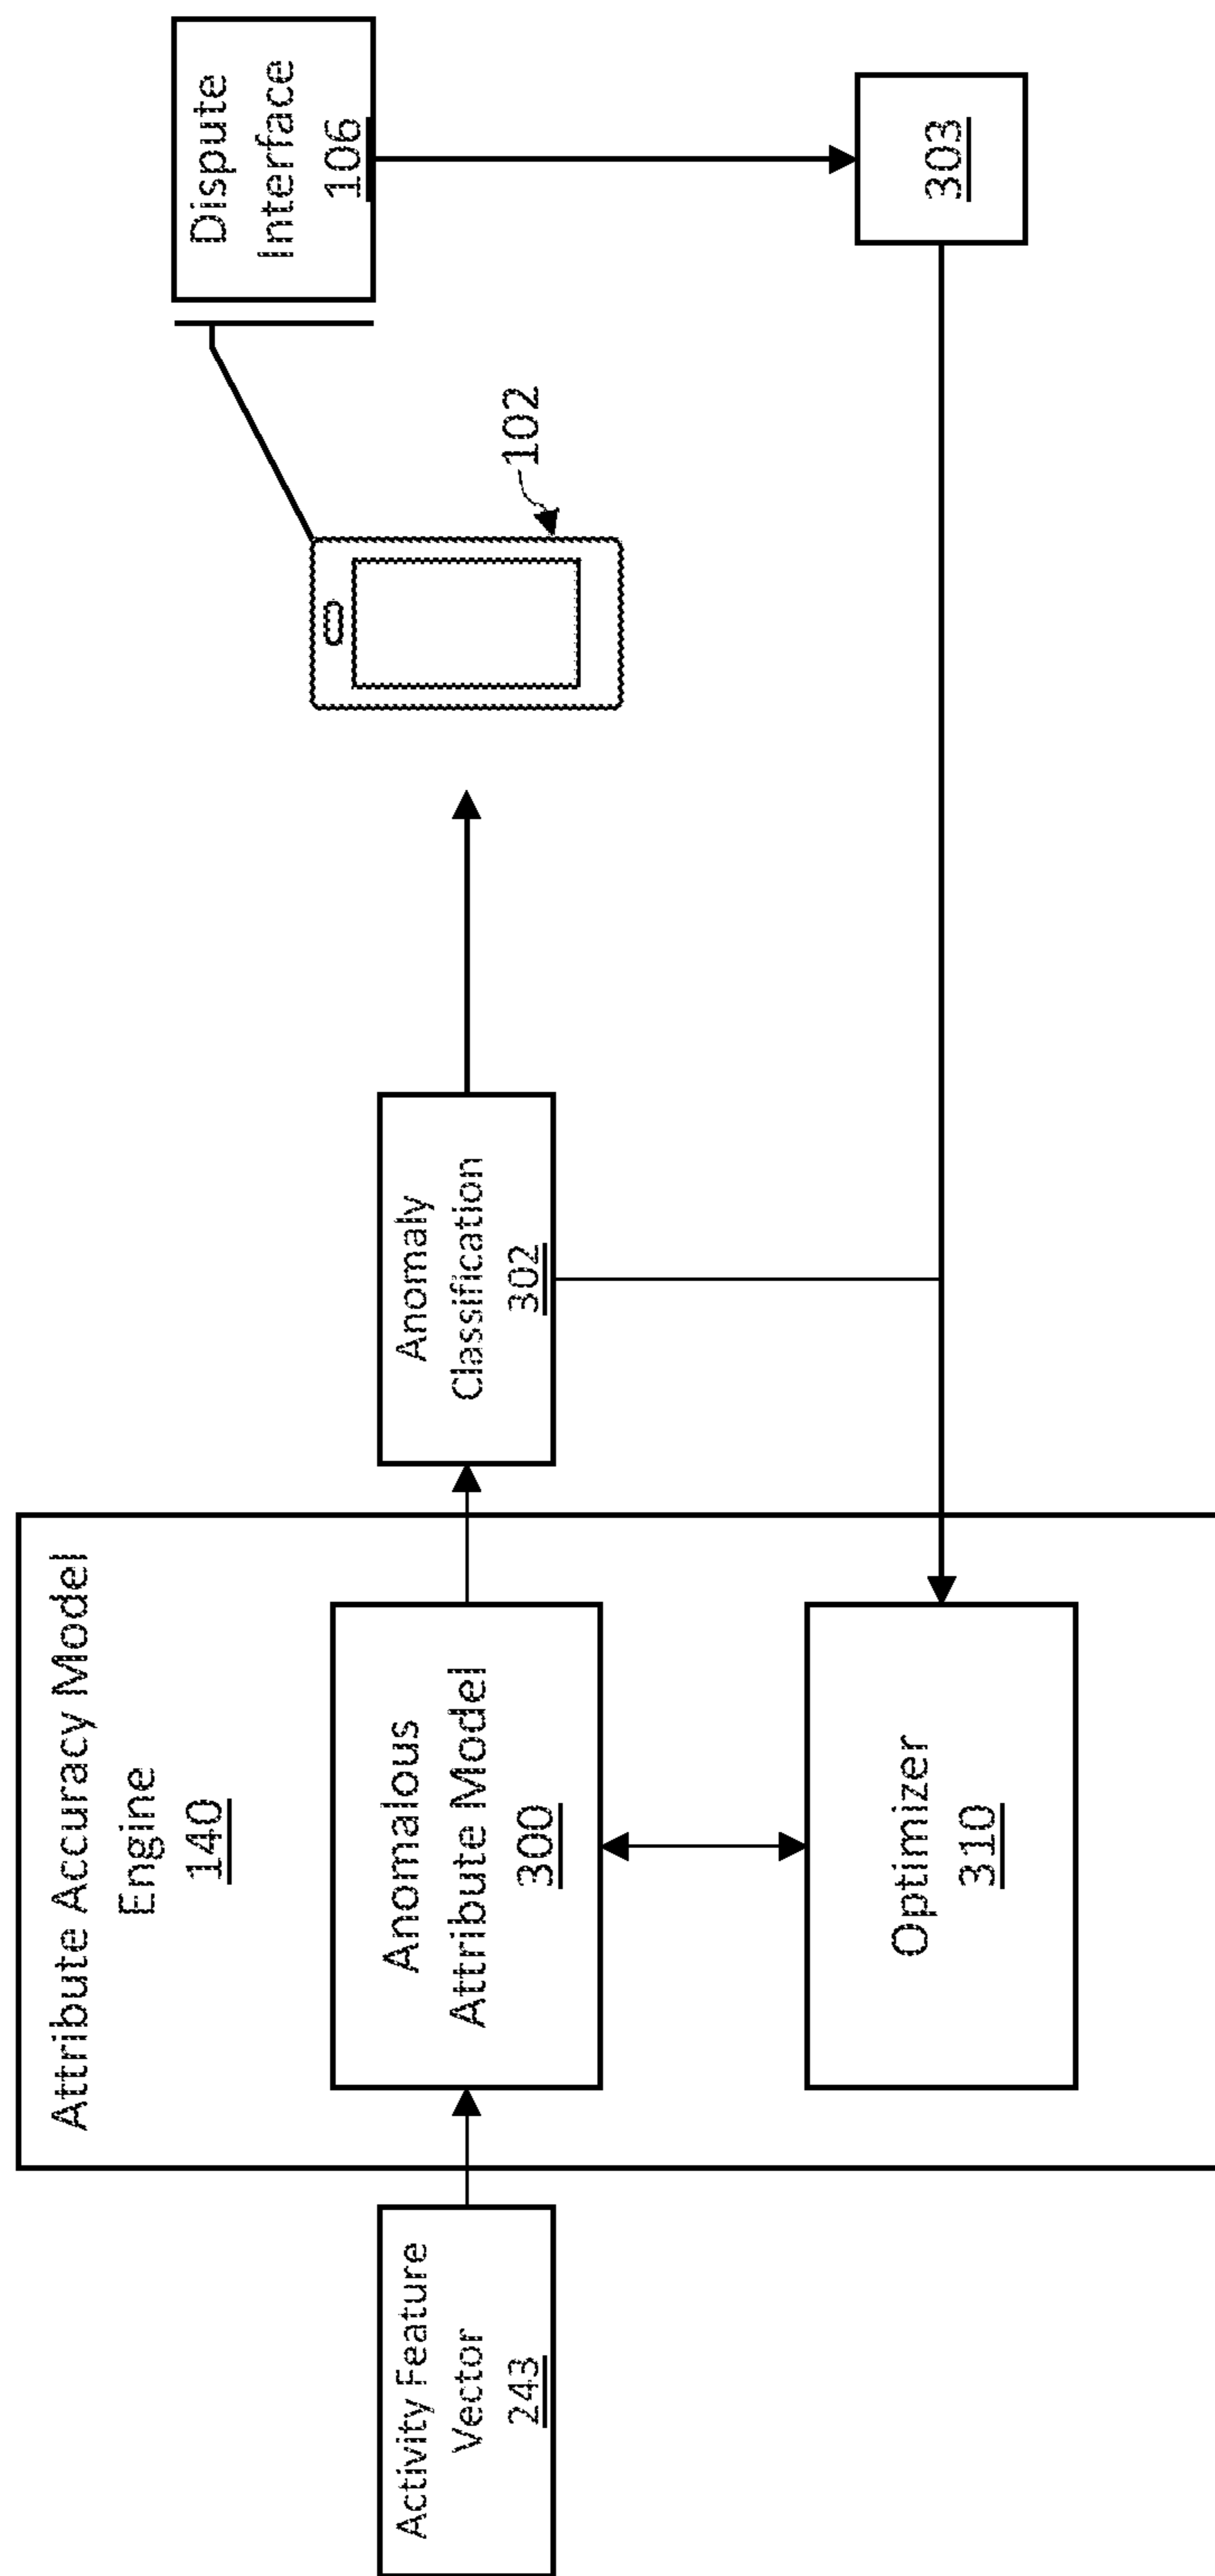 Activity Feature
Vector
243
Attribute Accuracy Model
Engine
140
Anomalous
Attribute Model
300
Optimizer
310
Anomaly
Classification
302
102
Dispute
Interface
106
303